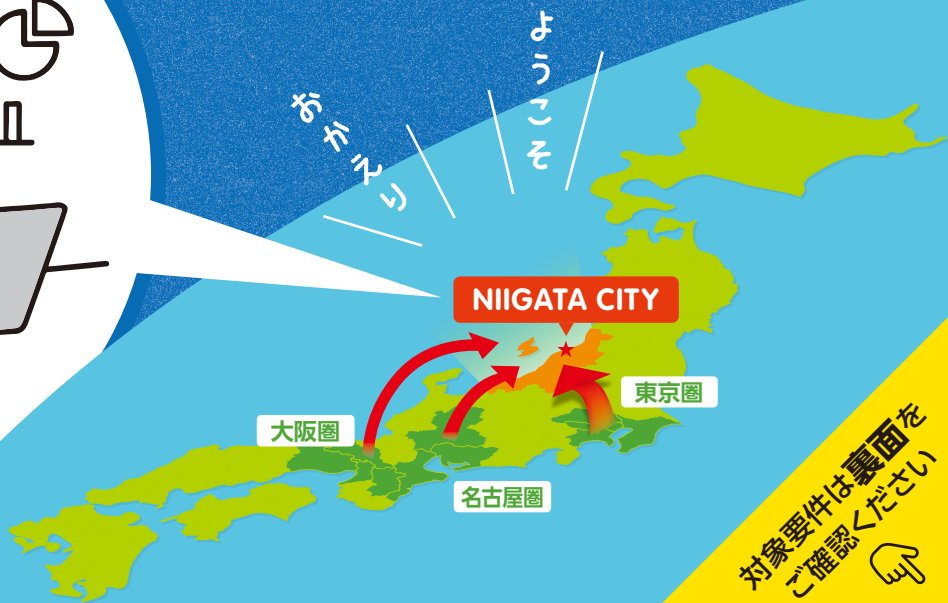 おかえり
ようこそ
NIIGATA CITY
東京圏
大阪圏
名古屋圏
対象要件は裏面を
ご確認ください